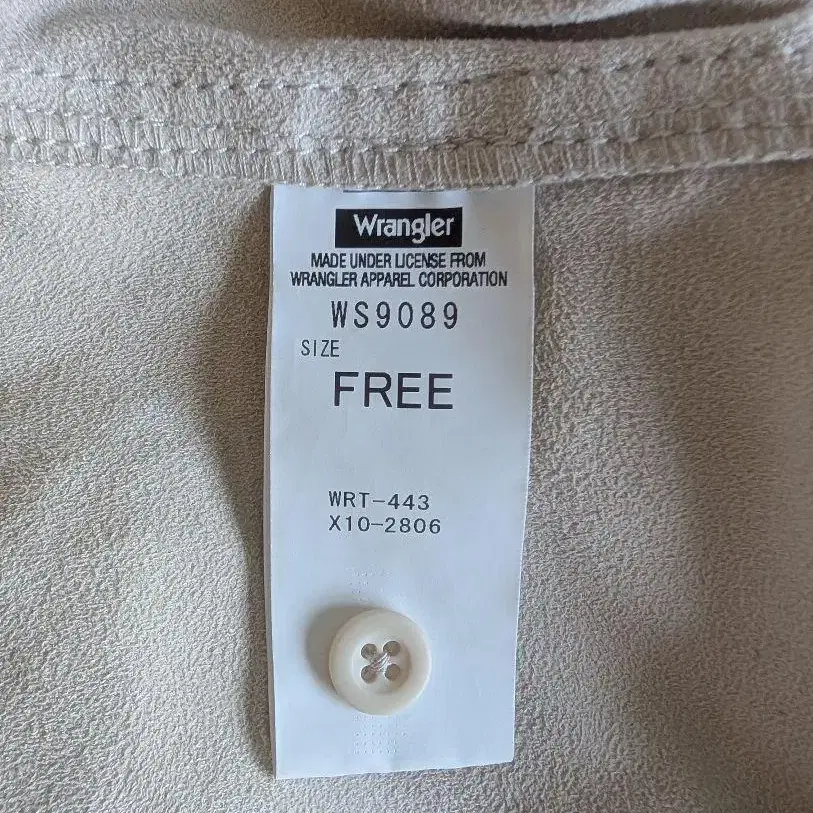 Wrangler
MADE UNDER LICENSE FROM
WRANGLER APPAREL CORPORATION
WS9089
SIZE
FREE
WRT-443
X10-2806